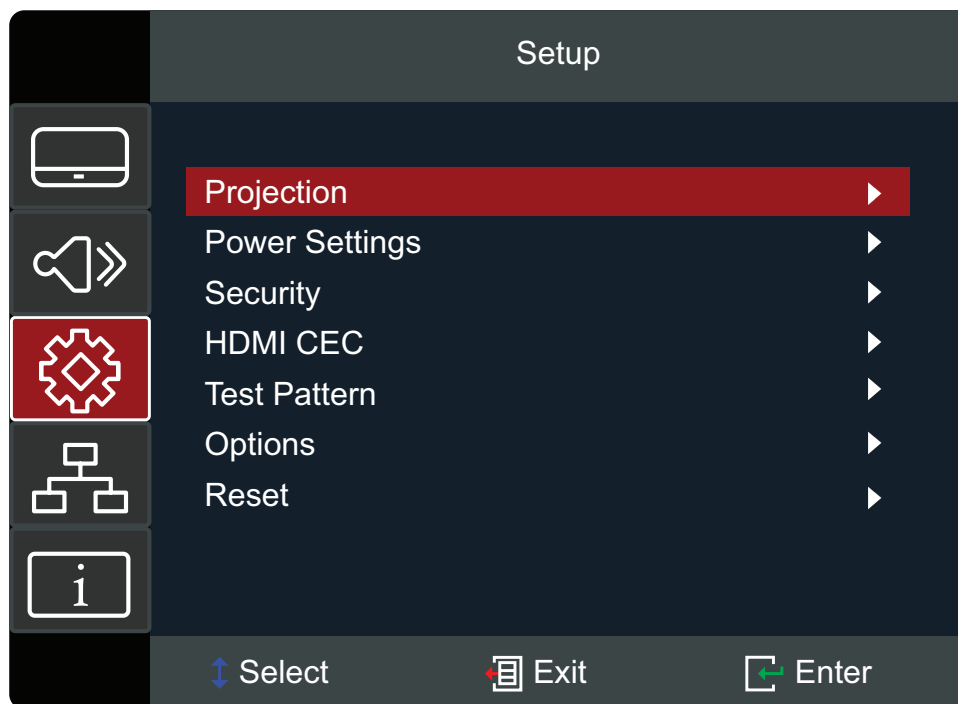 Setup
Projection
Power Settings
Security
HDMI CEC
Test Pattern
Options
Reset
i
Select Exit Enter